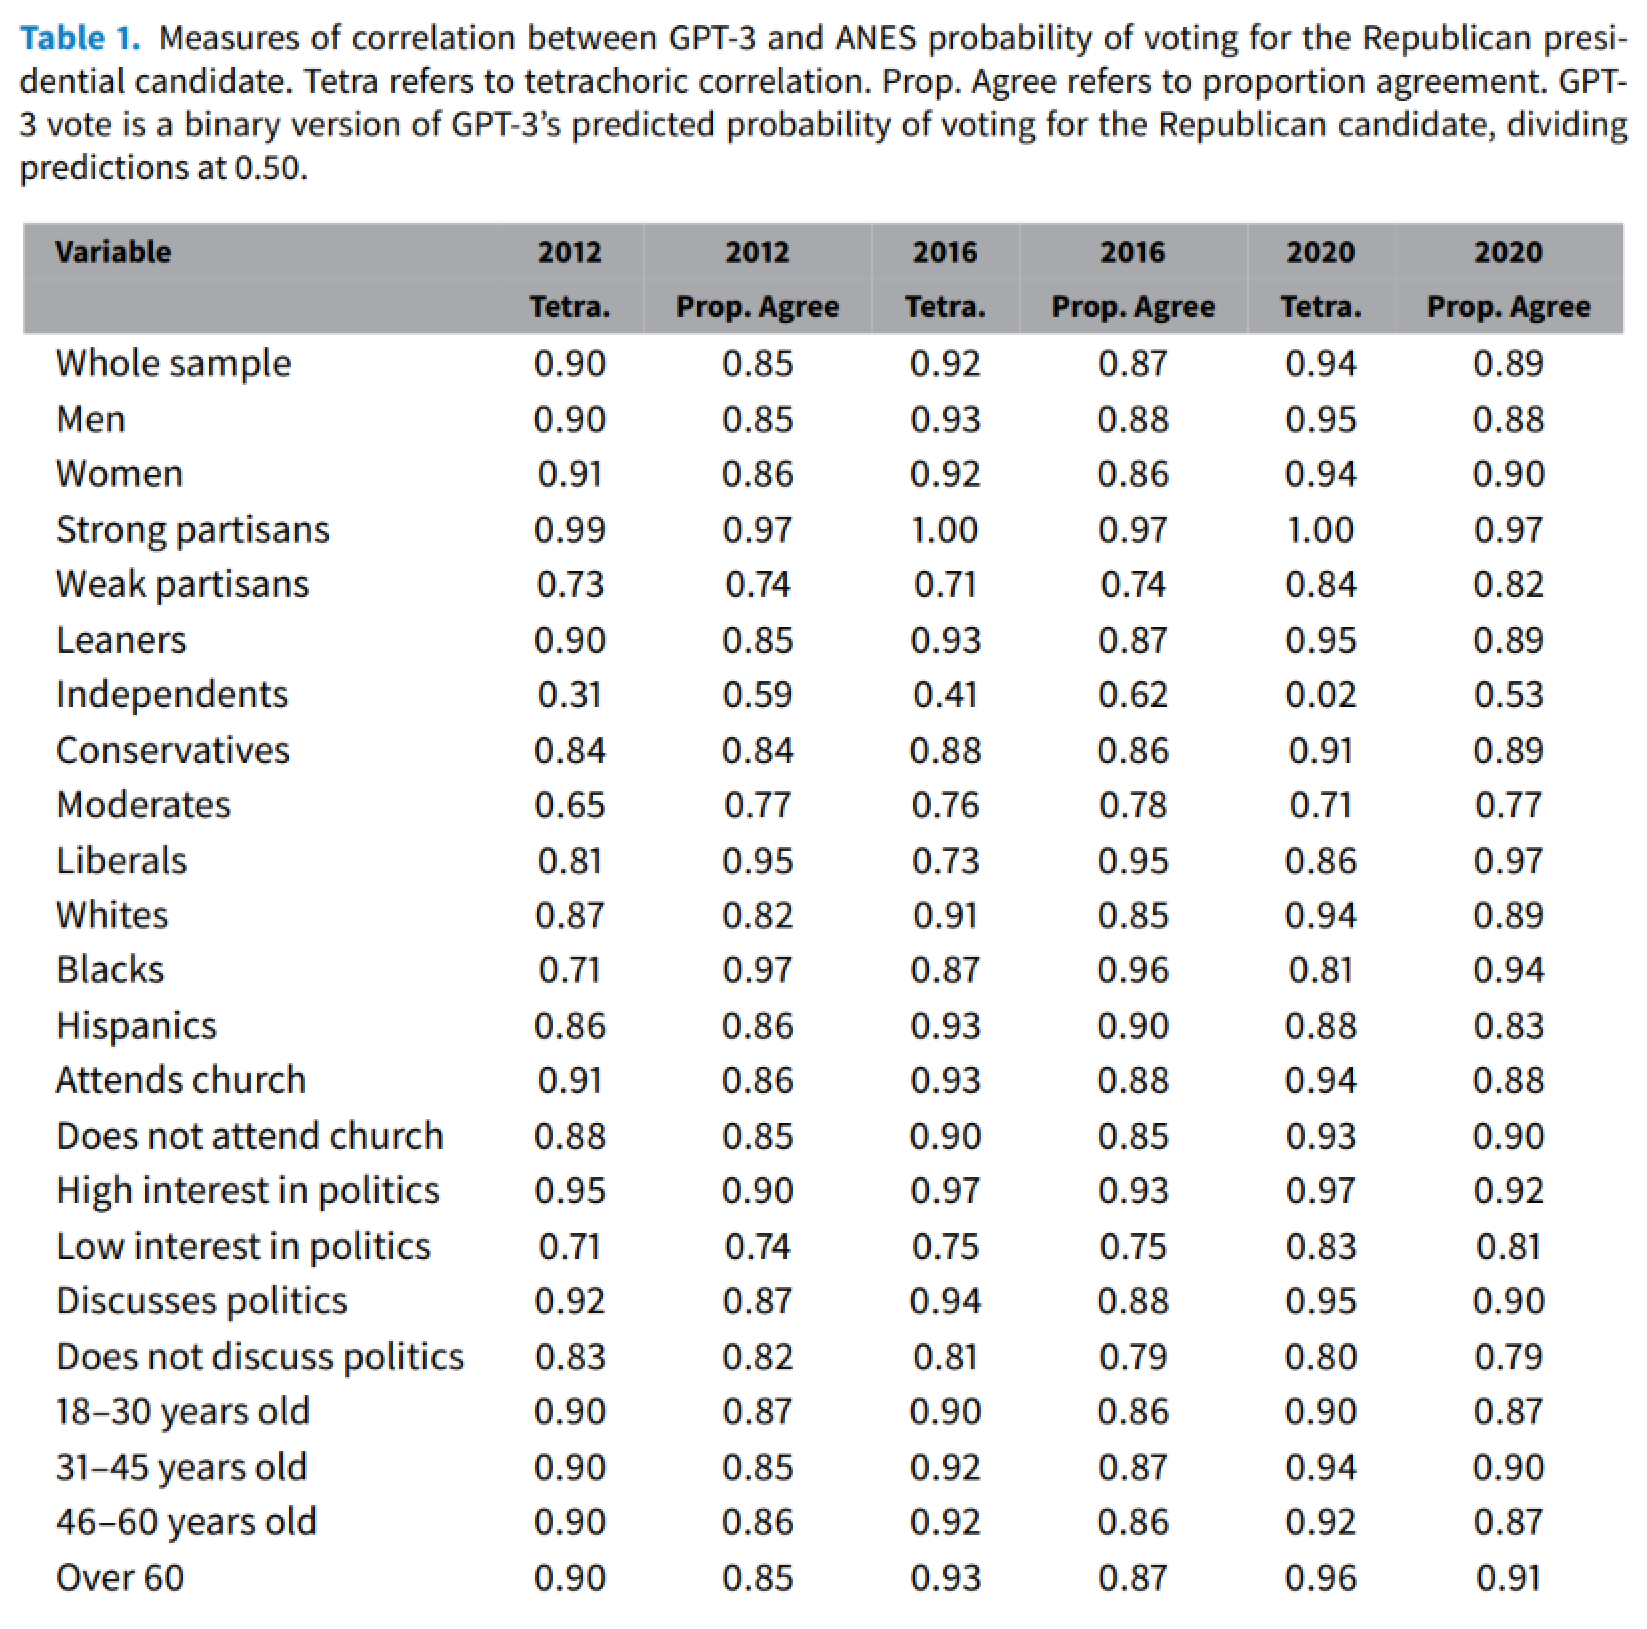 Table 1. Measures of correlation between GPT-3 and ANES probability of voting for the Republican presi-
dential candidate. Tetra refers to tetrachoric correlation. Prop. Agree refers to proportion agreement. GPT-
3 vote is a binary version of GPT-3’s predicted probability of voting for the Republican candidate, dividing
predictions at 0.50.
Variable 2012 2012 2016 2016 2020 2020
Tetra. Prop. Agree Tetra. Prop. Agree Tetra. Prop. Agree
Whole sample 0.90 0.85 0.92 0.87 0.94 0.89
Men 0.90 0.85 0.93 0.88 0.95 0.88
Women 0.91 0.86 0.92 0.86 0.94 0.90
Strong partisans 0.99 0.97 1.00 0.97 1.00 0.97
Weak partisans 0.73 0.74 0.71 0.74 0.84 0.82
Leaners 0.90 0.85 0.93 0.87 0.95 0.89
Independents 0.31 0.59 0.41 0.62 0.02 0.53
Conservatives 0.84 0.84 0.88 0.86 0.91 0.89
Moderates 0.65 0.77 0.76 0.78 0.71 0.77
Liberals 0.81 0.95 0.73 0.95 0.86 0.97
Whites 0.87 0.82 0.91 0.85 0.94 0.89
Blacks 0.71 0.97 0.87 0.96 0.81 0.94
Hispanics 0.86 0.86 0.93 0.90 0.88 0.83
Attends church 0.91 0.86 0.93 0.88 0.94 0.88
Does not attend church 0.88 0.85 0.90 0.85 0.93 0.90
High interest in politics 0.95 0.90 0.97 0.93 0.97 0.92
Low interest in politics 0.71 0.74 0.75 0.75 0.83 0.81
Discusses politics 0.92 0.87 0.94 0.88 0.95 0.90
Does not discuss politics 0.83 0.82 0.81 0.79 0.80 0.79
18–30 years old 0.90 0.87 0.90 0.86 0.90 0.87
31–45 years old 0.90 0.85 0.92 0.87 0.94 0.90
46–60 years old 0.90 0.86 0.92 0.86 0.92 0.87
Over 60 0.90 0.85 0.93 0.87 0.96 0.91